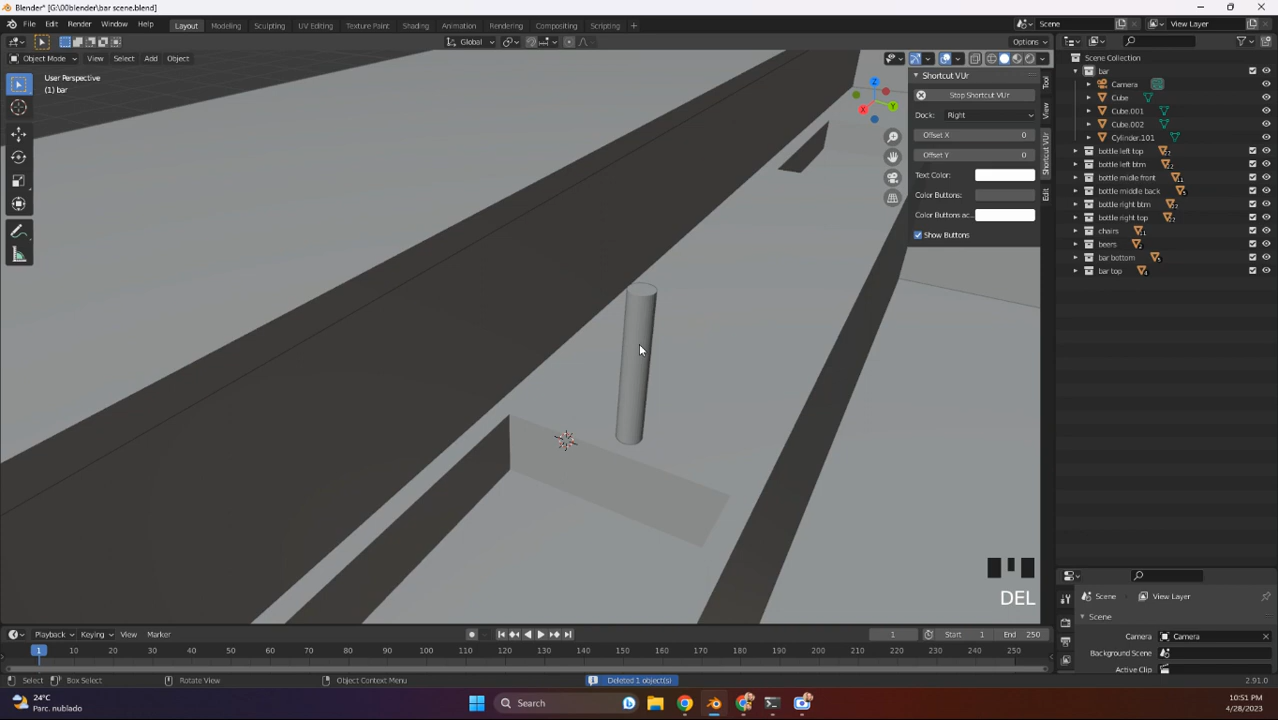 Blender* [G:\00blender\bar scene.blend]
File Edit Render Window Help Layout Modeling Sculpting UV Editing Texture Paint Shading Animation Rendering Compositing Scripting + Scene View Layer
Global Options
Object Mode View Select Add Object
User Perspective
(1) bar
Shortcut VUr
Stop Shortcut VUr
Dock: Right
Offset X 0
Offset Y 0
Text Color:
Color Buttons:
Color Buttons ac..
Show Buttons
Tool
View
Shortcut VUr
Edit
X
Y
Z
Scene Collection
bar
Camera
Cube
Cube.001
Cube.002
Cylinder.101
bottle left top
bottle left btm
bottle midle front
bottle middle back
bottle right btm
bottle right top
chairs
beers
bar bottom
bar top
DEL
Scene View Layer
Scene
Camera Camera
Background Scene
Active Clip
Playback Keying View Marker 1 Start 1 End 250
1 10 20 30 40 50 60 70 80 90 100 110 120 130 140 150 160 170 180 190 200 210 220 230 240 250
Select Box Select Rotate View Object Context Menu Deleted 1 object(s) 2.91.0
24°C
Parc. nublado
Search
10:51 PM
4/28/2023